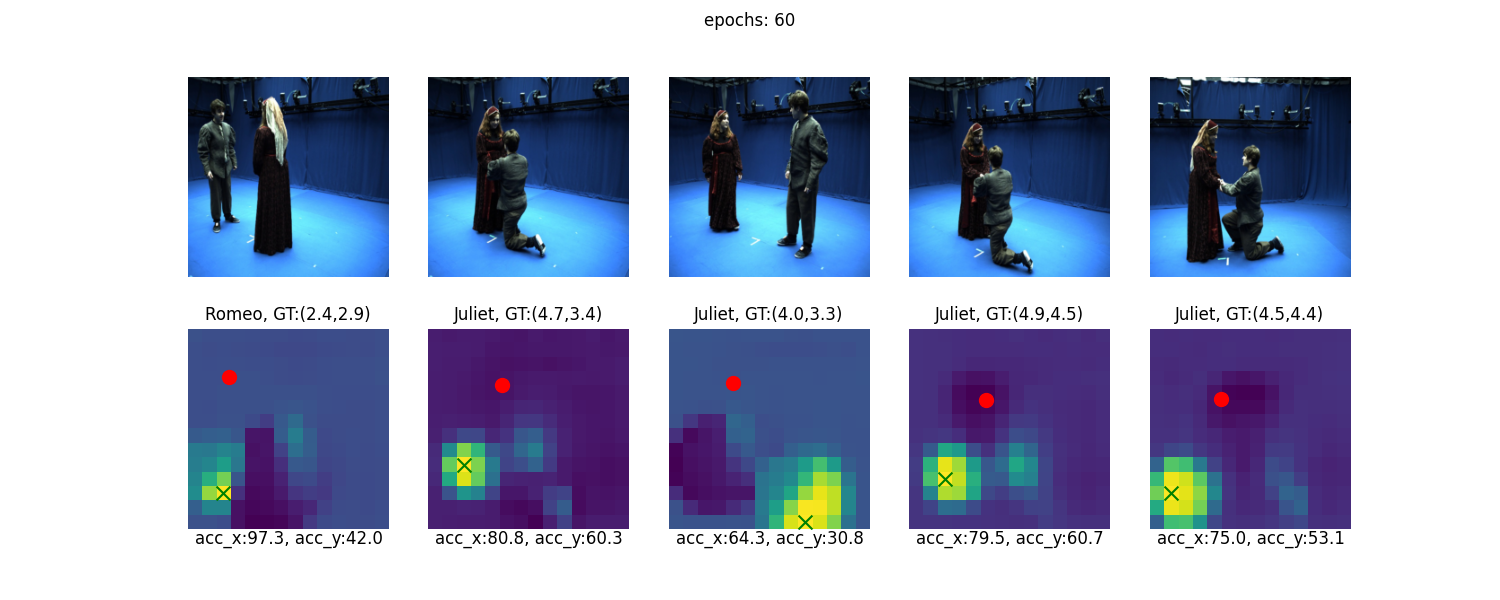 epochs: 60
Romeo, GT:(2.4,2.9)
Juliet, GT:(4.7,3.4)
Juliet, GT:(4.0,3.3)
Juliet, GT:(4.9,4.5)
Juliet, GT:(4.5,4.4)
acc_x:97.3, acc_y:42.0
acc_x:80.8, acc_y:60.3
acc_x:64.3, acc_y:30.8
acc_x:79.5, acc_y:60.7
acc_x:75.0, acc_y:53.1